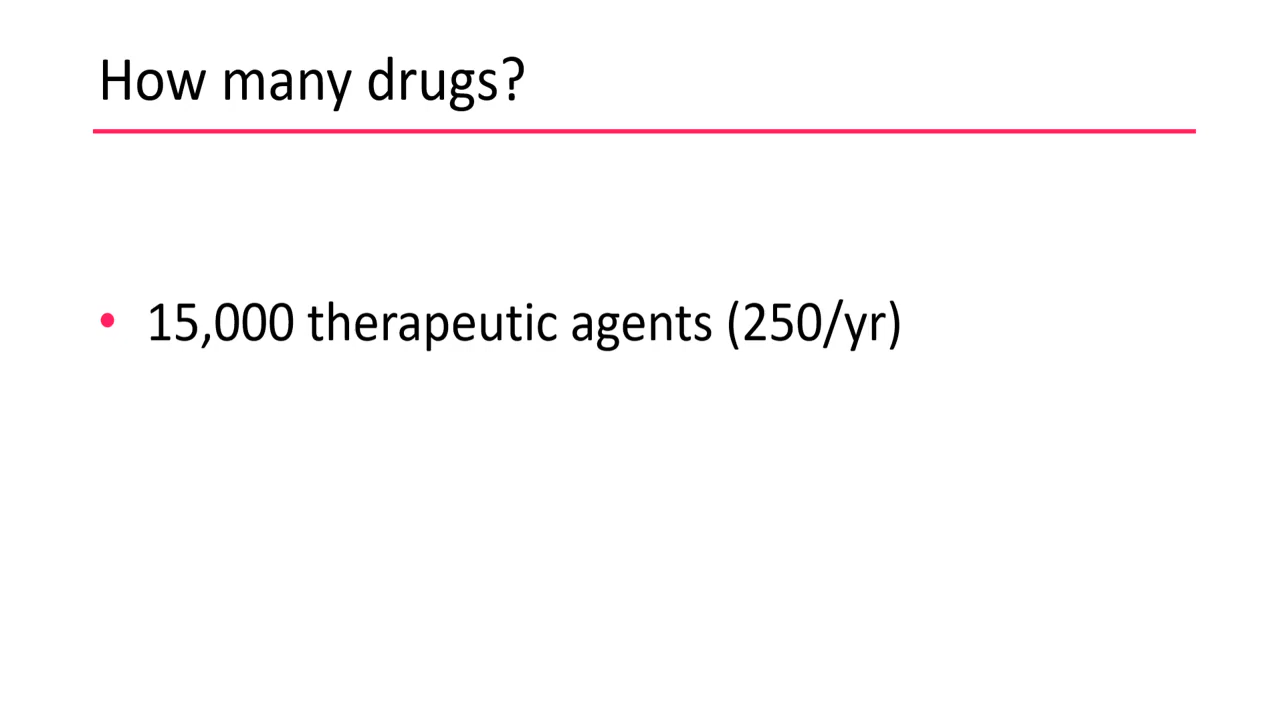 How many drugs?
• 15,000 therapeutic agents (250/yr)